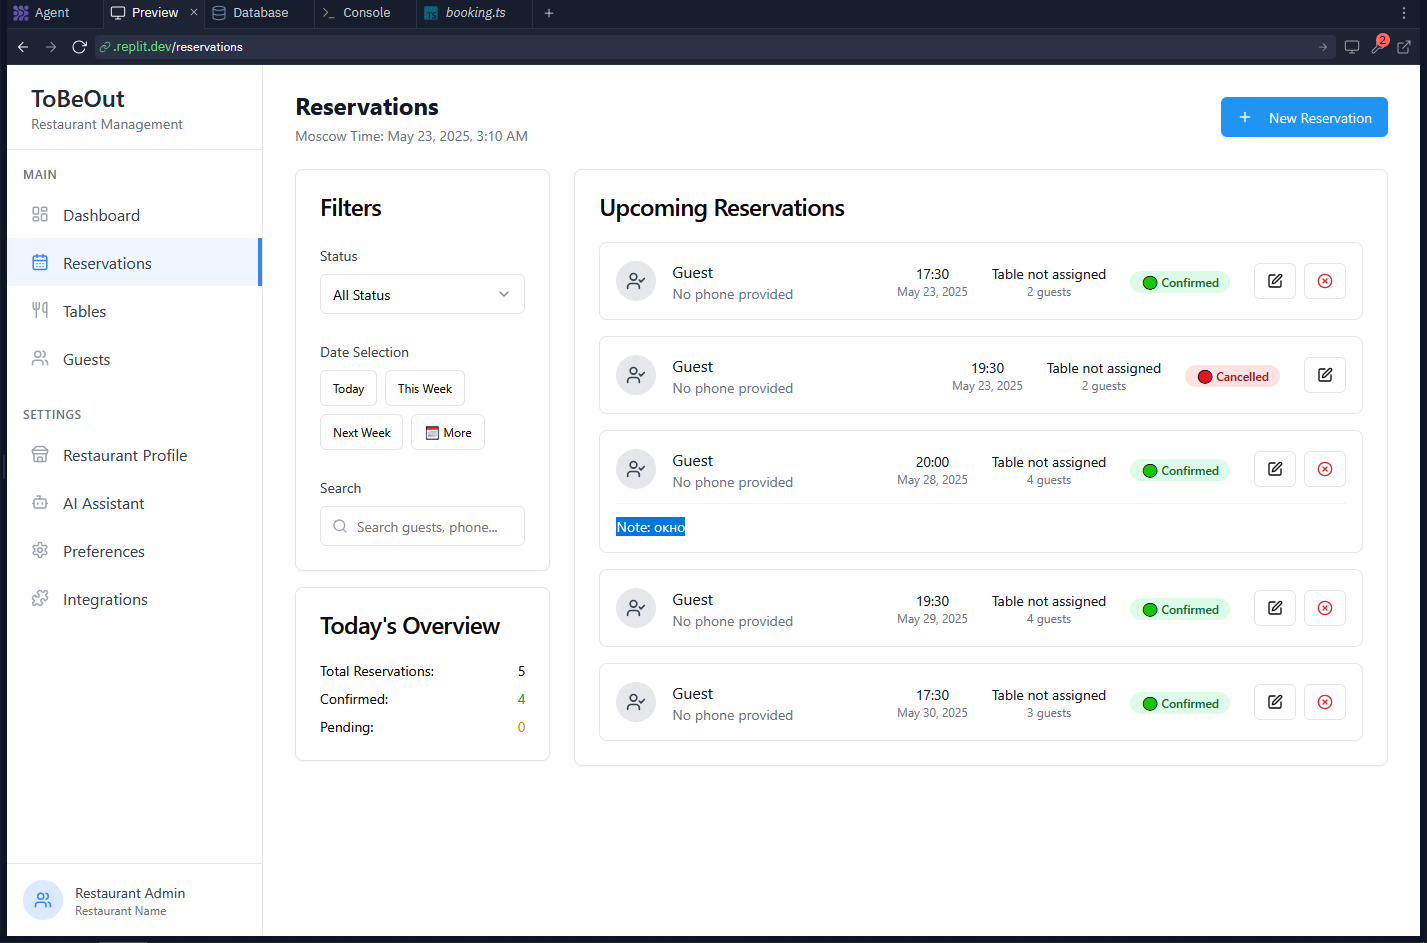 Agent
Preview
Database
Console
booking.ts
.replit.dev/reservations
2
ToBeOut
Restaurant Management
MAIN
Dashboard
Reservations
Tables
Guests
SETTINGS
Restaurant Profile
AI Assistant
Preferences
Integrations
Restaurant Admin
Restaurant Name
Reservations
Moscow Time: May 23, 2025, 3:10 AM
+ New Reservation
Filters
Status
All Status
Date Selection
Today
This Week
Next Week
More
Search
Search guests, phone...
Today's Overview
Total Reservations: 5
Confirmed: 4
Pending: 0
Upcoming Reservations
Guest
No phone provided
17:30
May 23, 2025
Table not assigned
2 guests
Confirmed
Guest
No phone provided
19:30
May 23, 2025
Table not assigned
2 guests
Cancelled
Guest
No phone provided
20:00
May 28, 2025
Table not assigned
4 guests
Confirmed
Note: окно
Guest
No phone provided
19:30
May 29, 2025
Table not assigned
4 guests
Confirmed
Guest
No phone provided
17:30
May 30, 2025
Table not assigned
3 guests
Confirmed